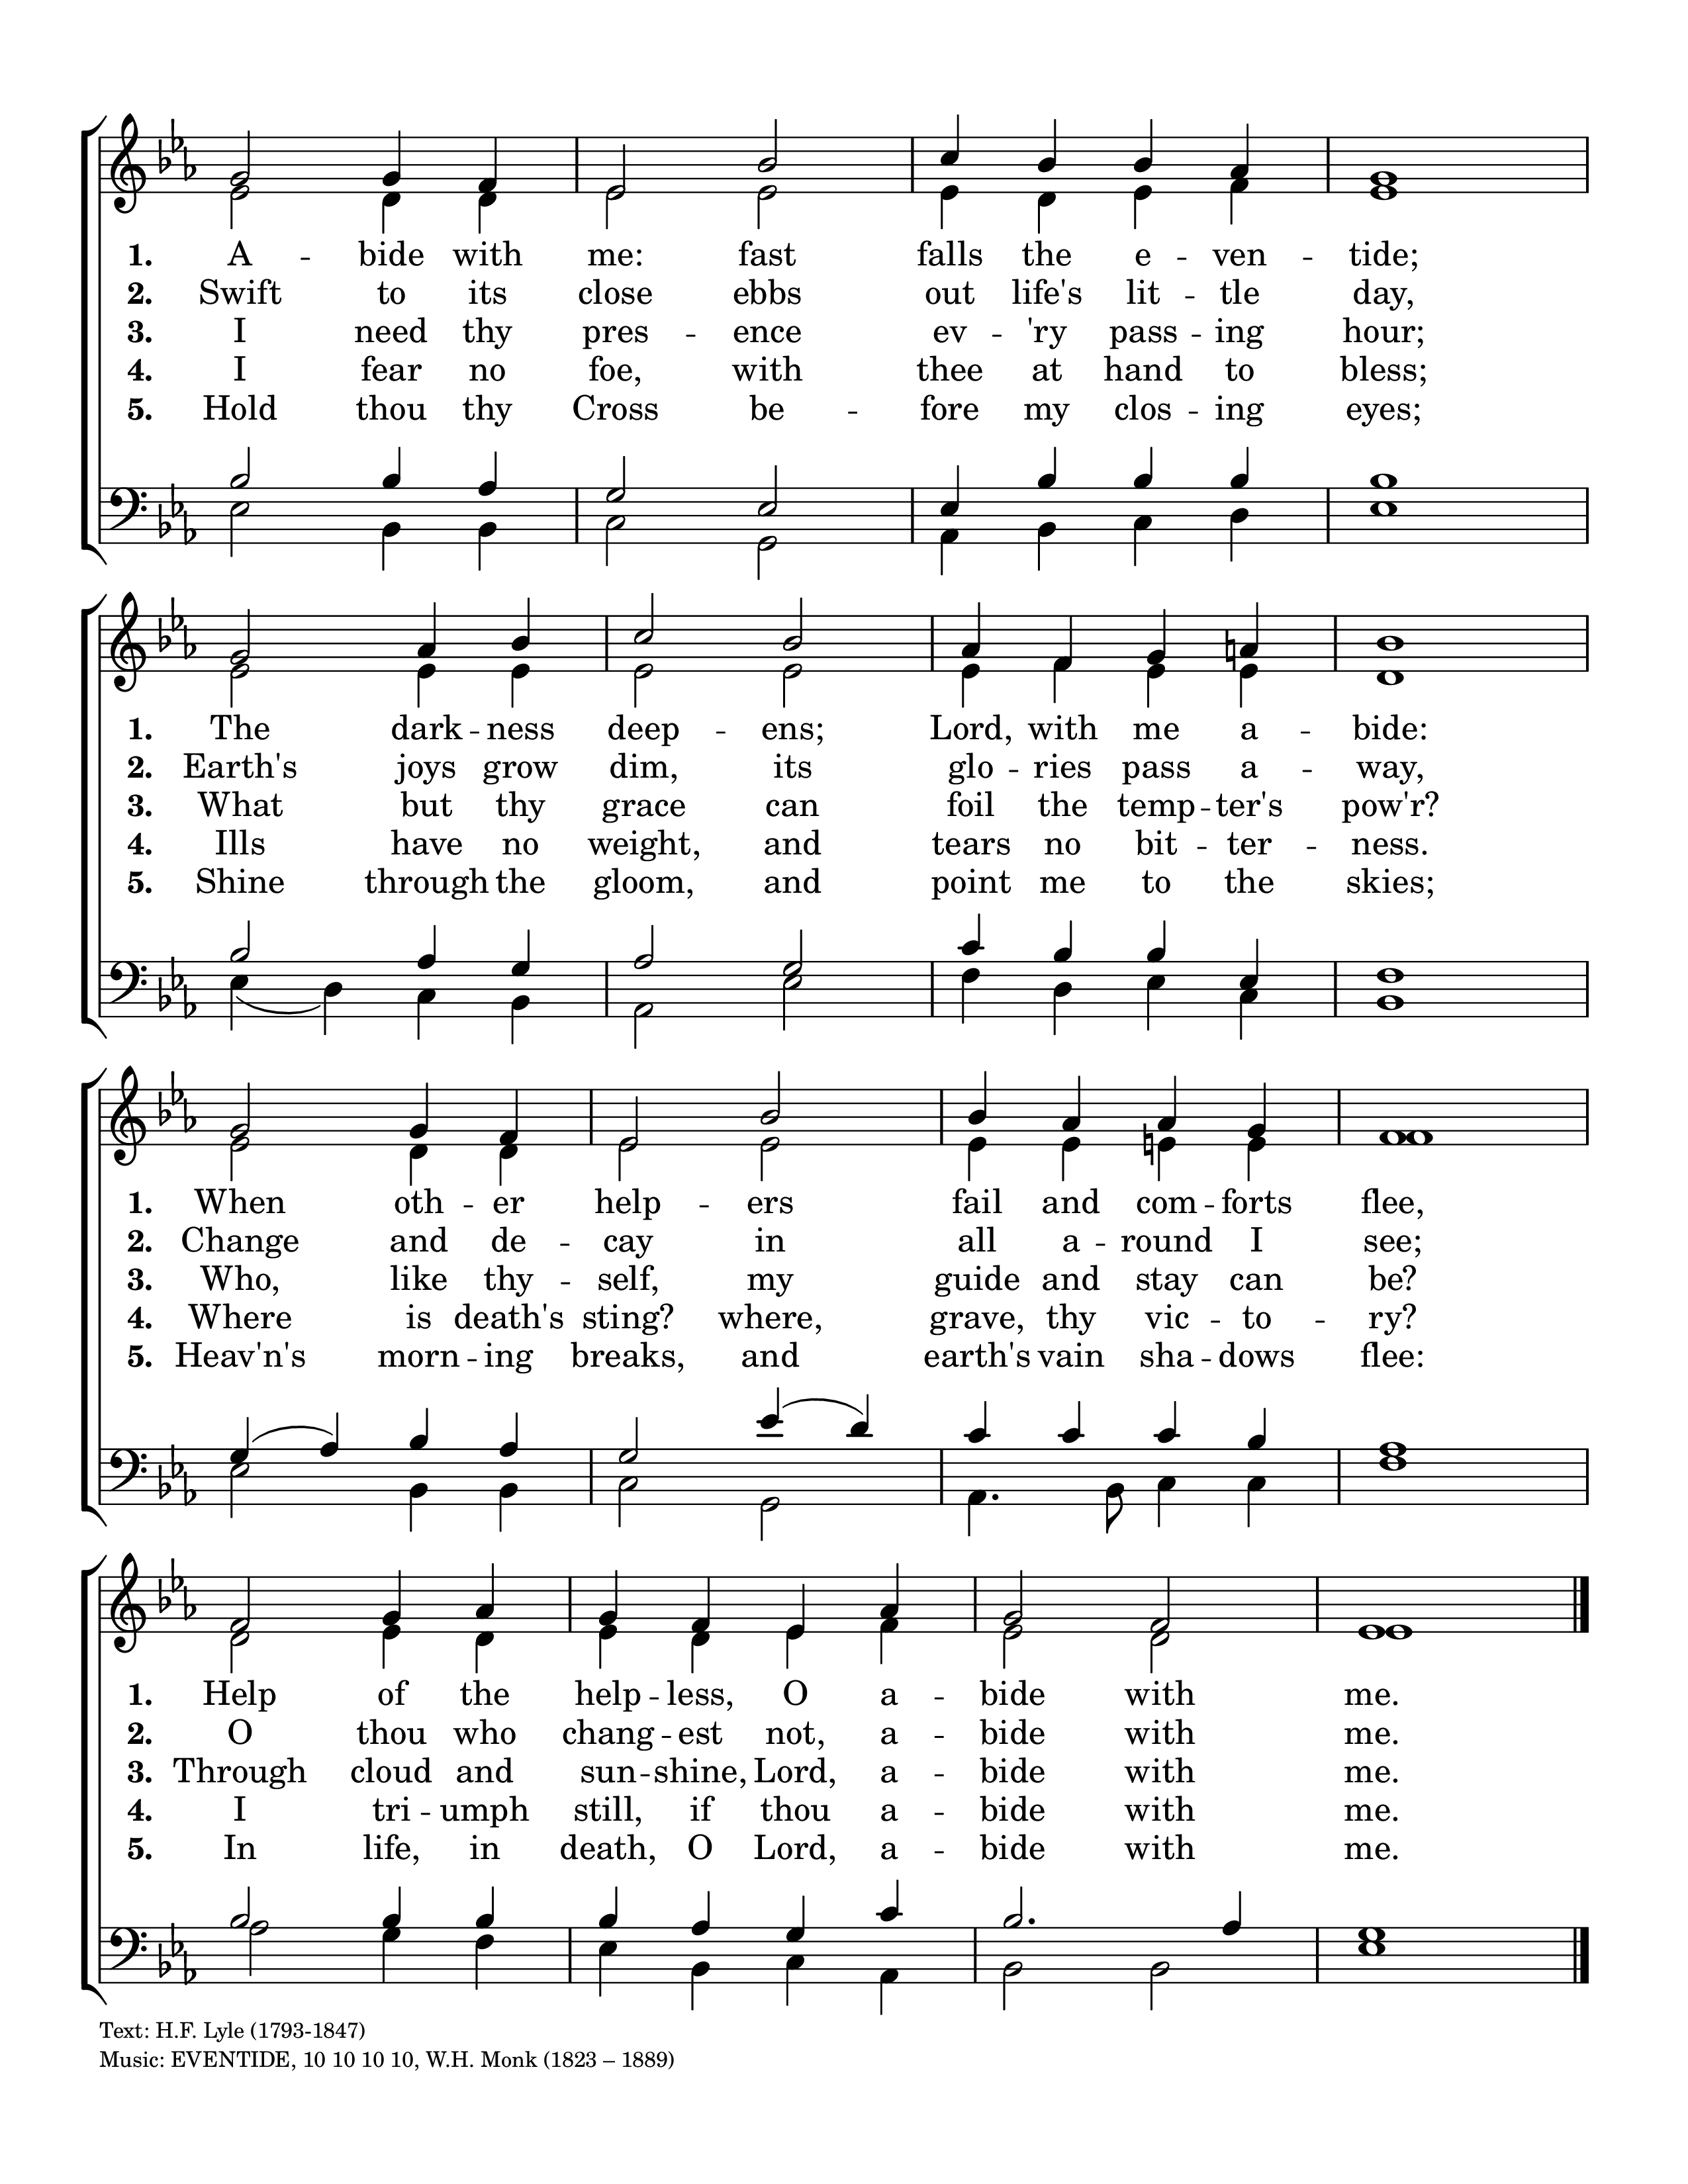 1. A -- bide with me: fast falls the e -- ven -- tide;
2. Swift to its close ebbs out life's lit -- tle day,
3. I need thy pres -- ence ev -- 'ry pass -- ing hour;
4. I fear no foe, with thee at hand to bless;
5. Hold thou thy Cross be -- fore my clos -- ing eyes;
1. The dark -- ness deep -- ens; Lord, with me a -- bide:
2. Earth's joys grow dim, its glo -- ries pass a -- way,
3. What but thy grace can foil the temp -- ter's pow'r?
4. Ills have no weight, and tears no bit -- ter -- ness.
5. Shine through the gloom, and point me to the skies;
1. When oth -- er help -- ers fail and com -- forts flee,
2. Change and de -- cay in all a -- round I see;
3. Who, like thy -- self, my guide and stay can be?
4. Where is death's sting? where, grave, thy vic -- to -- ry?
5. Heav'n's morn -- ing breaks, and earth's vain sha -- dows flee:
1. Help of the help -- less, O a -- bide with me.
2. O thou who chang -- est not, a -- bide with me.
3. Through cloud and sun -- shine, Lord, a -- bide with me.
4. I tri -- umph still, if thou a -- bide with me.
5. In life, in death, O Lord, a -- bide with me.
Text: H.F. Lyle (1793-1847)
Music: EVENTIDE, 10 10 10 10, W.H. Monk (1823 – 1889)